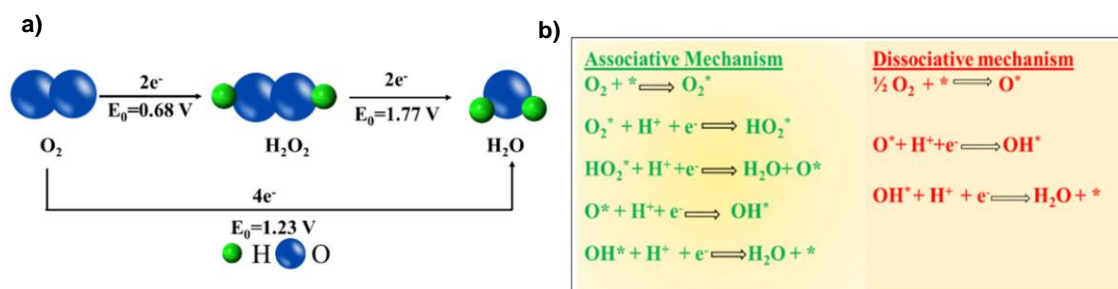 a)
2e-
E₀=0.68 V
2e-
E₀=1.77 V
O₂
H₂O₂
H₂O
4e-
E₀=1.23 V
H O
b)
Associative Mechanism
O₂ + * ⟹ O₂*
O₂* + H⁺ + e⁻ ⟹ HO₂*
HO₂* + H⁺ +e⁻ ⟹ H₂O+ O*
O* + H⁺+ e⁻ ⟹ OH*
OH* + H⁺ + e⁻ ⟹ H₂O + *
Dissociative mechanism
½ O₂ + * ⟹ O*
O*+ H⁺+e⁻ ⟹ OH*
OH*+ H⁺ + e⁻ ⟹ H₂O + *